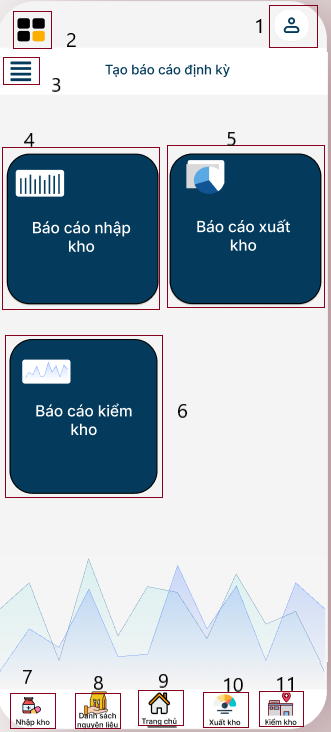 1
2
3
Tạo báo cáo định kỳ
4
5
Báo cáo nhập
kho
Báo cáo xuất
kho
Báo cáo kiểm
kho
6
7
8
9
10
11
Nhập kho
Danh sách
nguyên liệu
Trang chủ
Xuất kho
Kiểm kho